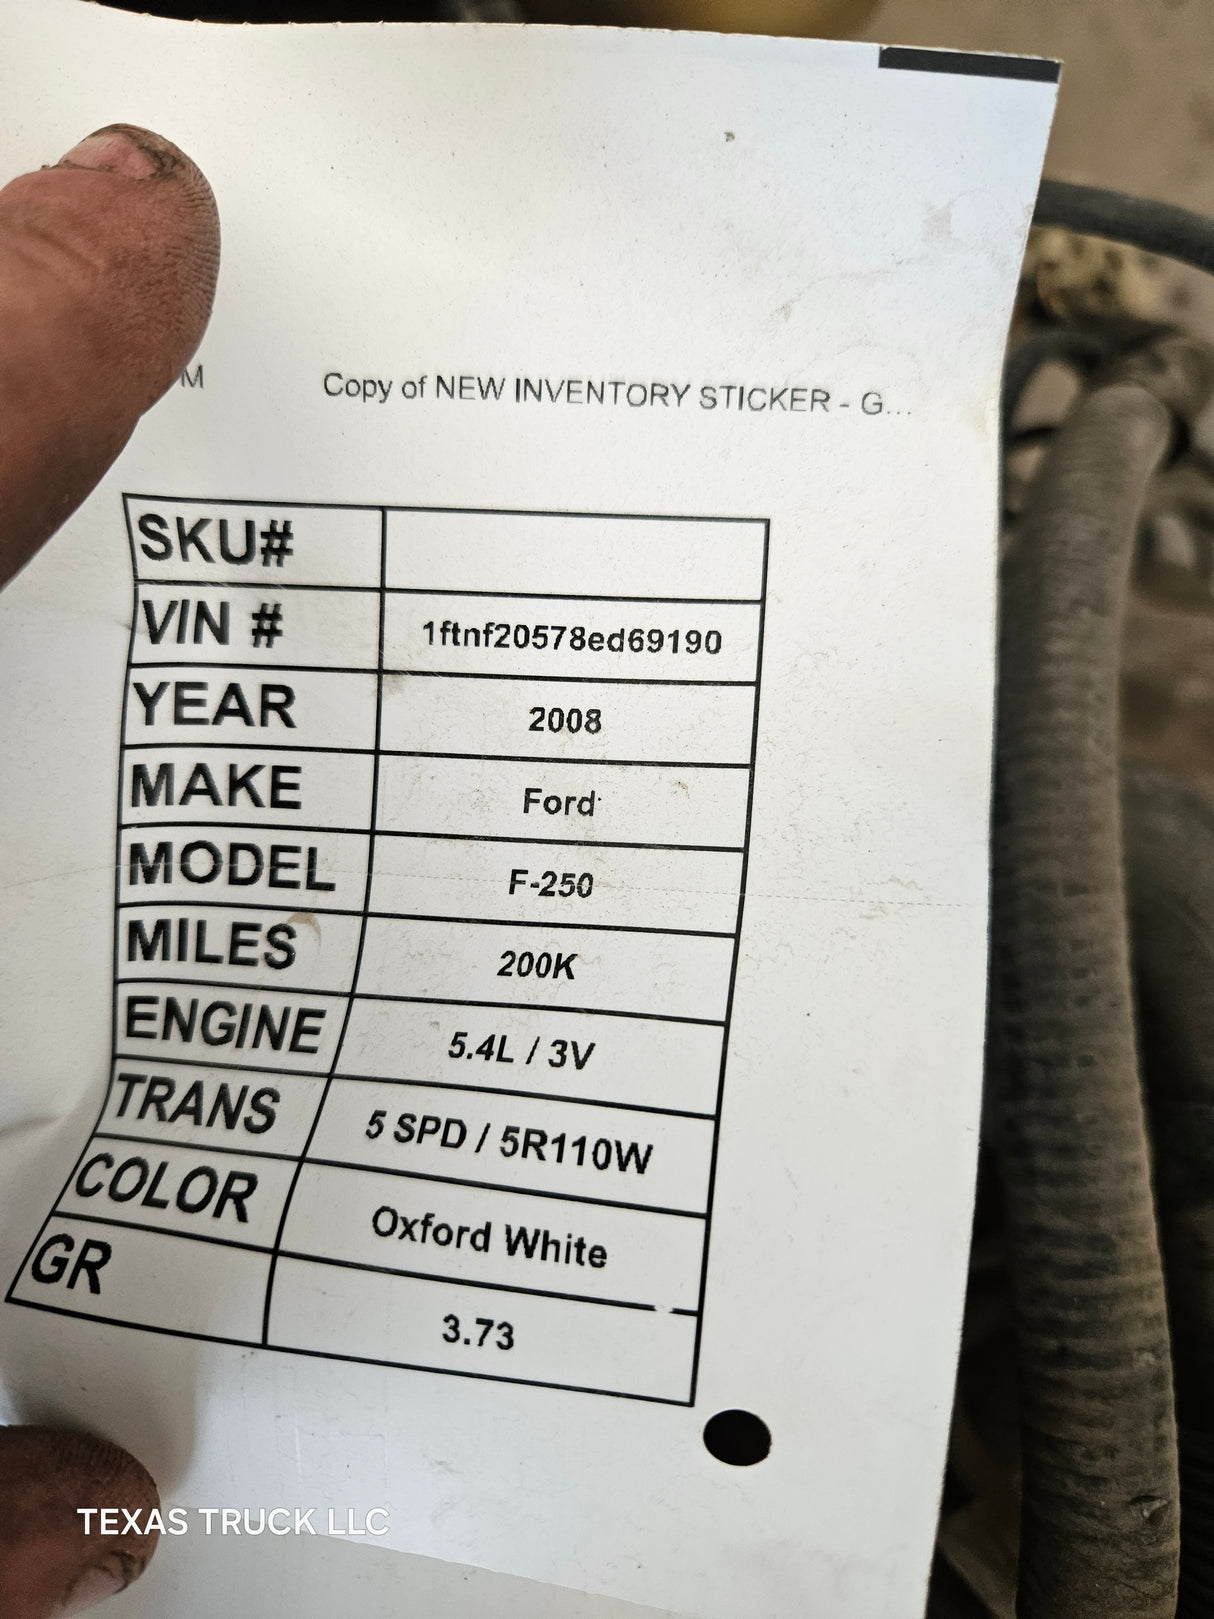 M Copy of NEW INVENTORY STICKER - G...
SKU#
VIN # 1ftnf20578ed69190
YEAR 2008
MAKE Ford
MODEL F-250
MILES 200K
ENGINE 5.4L / 3V
TRANS 5 SPD / 5R110W
COLOR Oxford White
GR 3.73
TEXAS TRUCK LLC